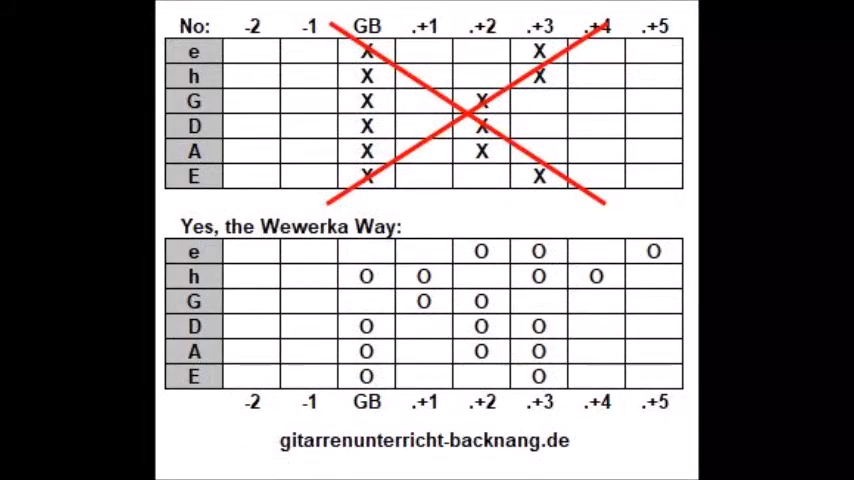 No: -2 -1 GB .+1 .+2 .+3 .+4 .+5
e X X
h X X
G X X
D X X
A X X
E X X
Yes, the Wewerka Way:
e O O O
h O O O O
G O O
D O O O
A O O O
E O O
-2 -1 GB .+1 .+2 .+3 .+4 .+5
gitarrenunterricht-backnang.de